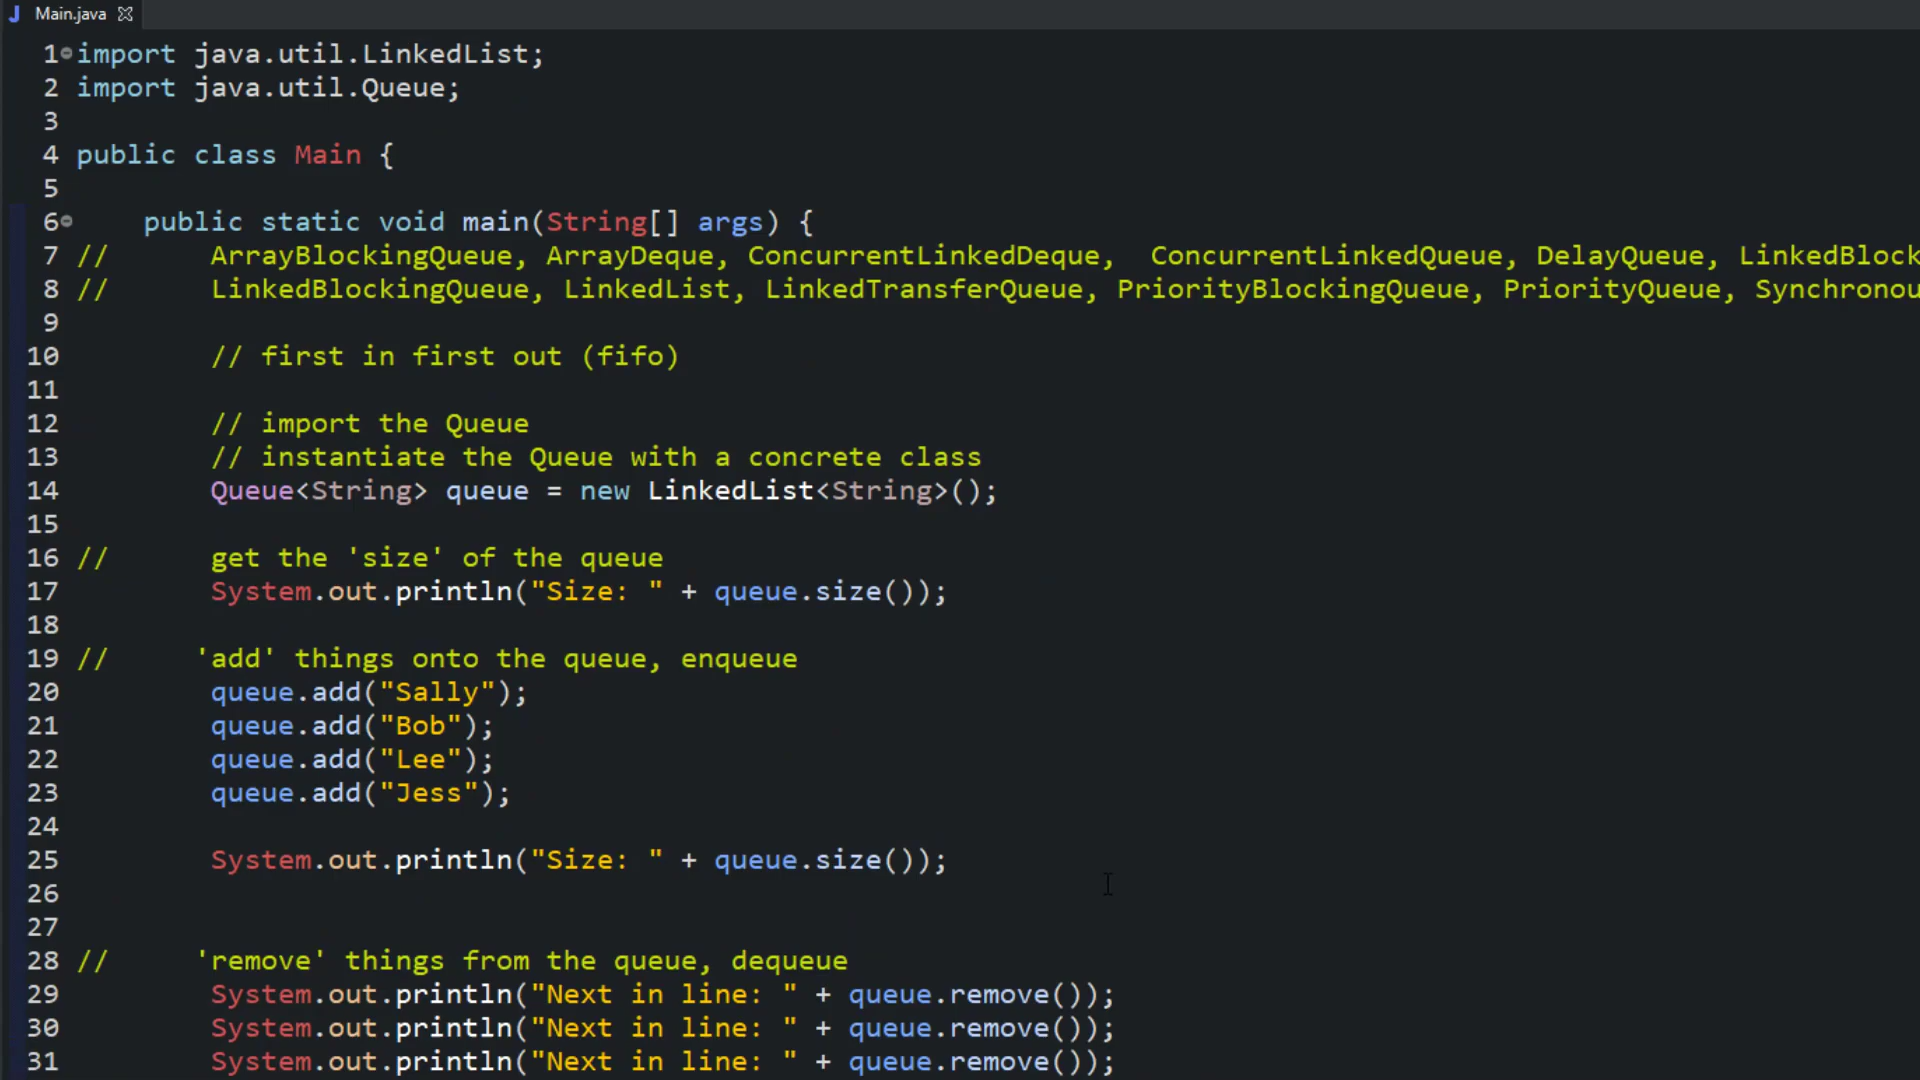 Main.java
1 import java.util.LinkedList;
2 import java.util.Queue;
3
4 public class Main {
5
6 public static void main(String[] args) {
7 // ArrayBlockingQueue, ArrayDeque, ConcurrentLinkedDeque, ConcurrentLinkedQueue, DelayQueue, LinkedBlock
8 // LinkedBlockingQueue, LinkedList, LinkedTransferQueue, PriorityBlockingQueue, PriorityQueue, Synchronou
9
10 // first in first out (fifo)
11
12 // import the Queue
13 // instantiate the Queue with a concrete class
14 Queue<String> queue = new LinkedList<String>();
15
16 // get the 'size' of the queue
17 System.out.println("Size: " + queue.size());
18
19 // 'add' things onto the queue, enqueue
20 queue.add("Sally");
21 queue.add("Bob");
22 queue.add("Lee");
23 queue.add("Jess");
24
25 System.out.println("Size: " + queue.size());
26
27
28 // 'remove' things from the queue, dequeue
29 System.out.println("Next in line: " + queue.remove());
30 System.out.println("Next in line: " + queue.remove());
31 System.out.println("Next in line: " + queue.remove());